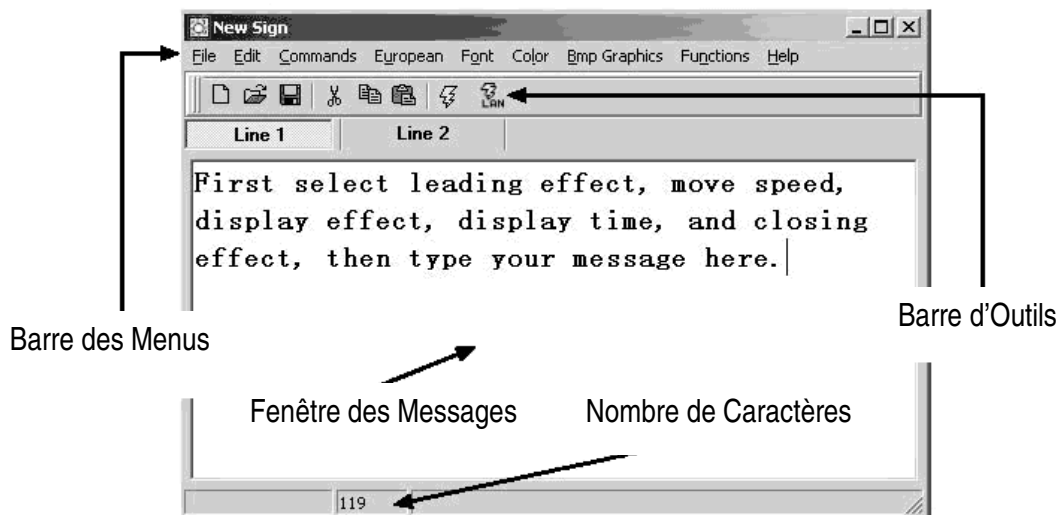 New Sign
File Edit Commands European Font Color Bmp Graphics Functions Help
LAN
Line 1 Line 2
First select leading effect, move speed,
display effect, display time, and closing
effect, then type your message here.
Barre d'Outils
Barre des Menus
Fenêtre des Messages Nombre de Caractères
119